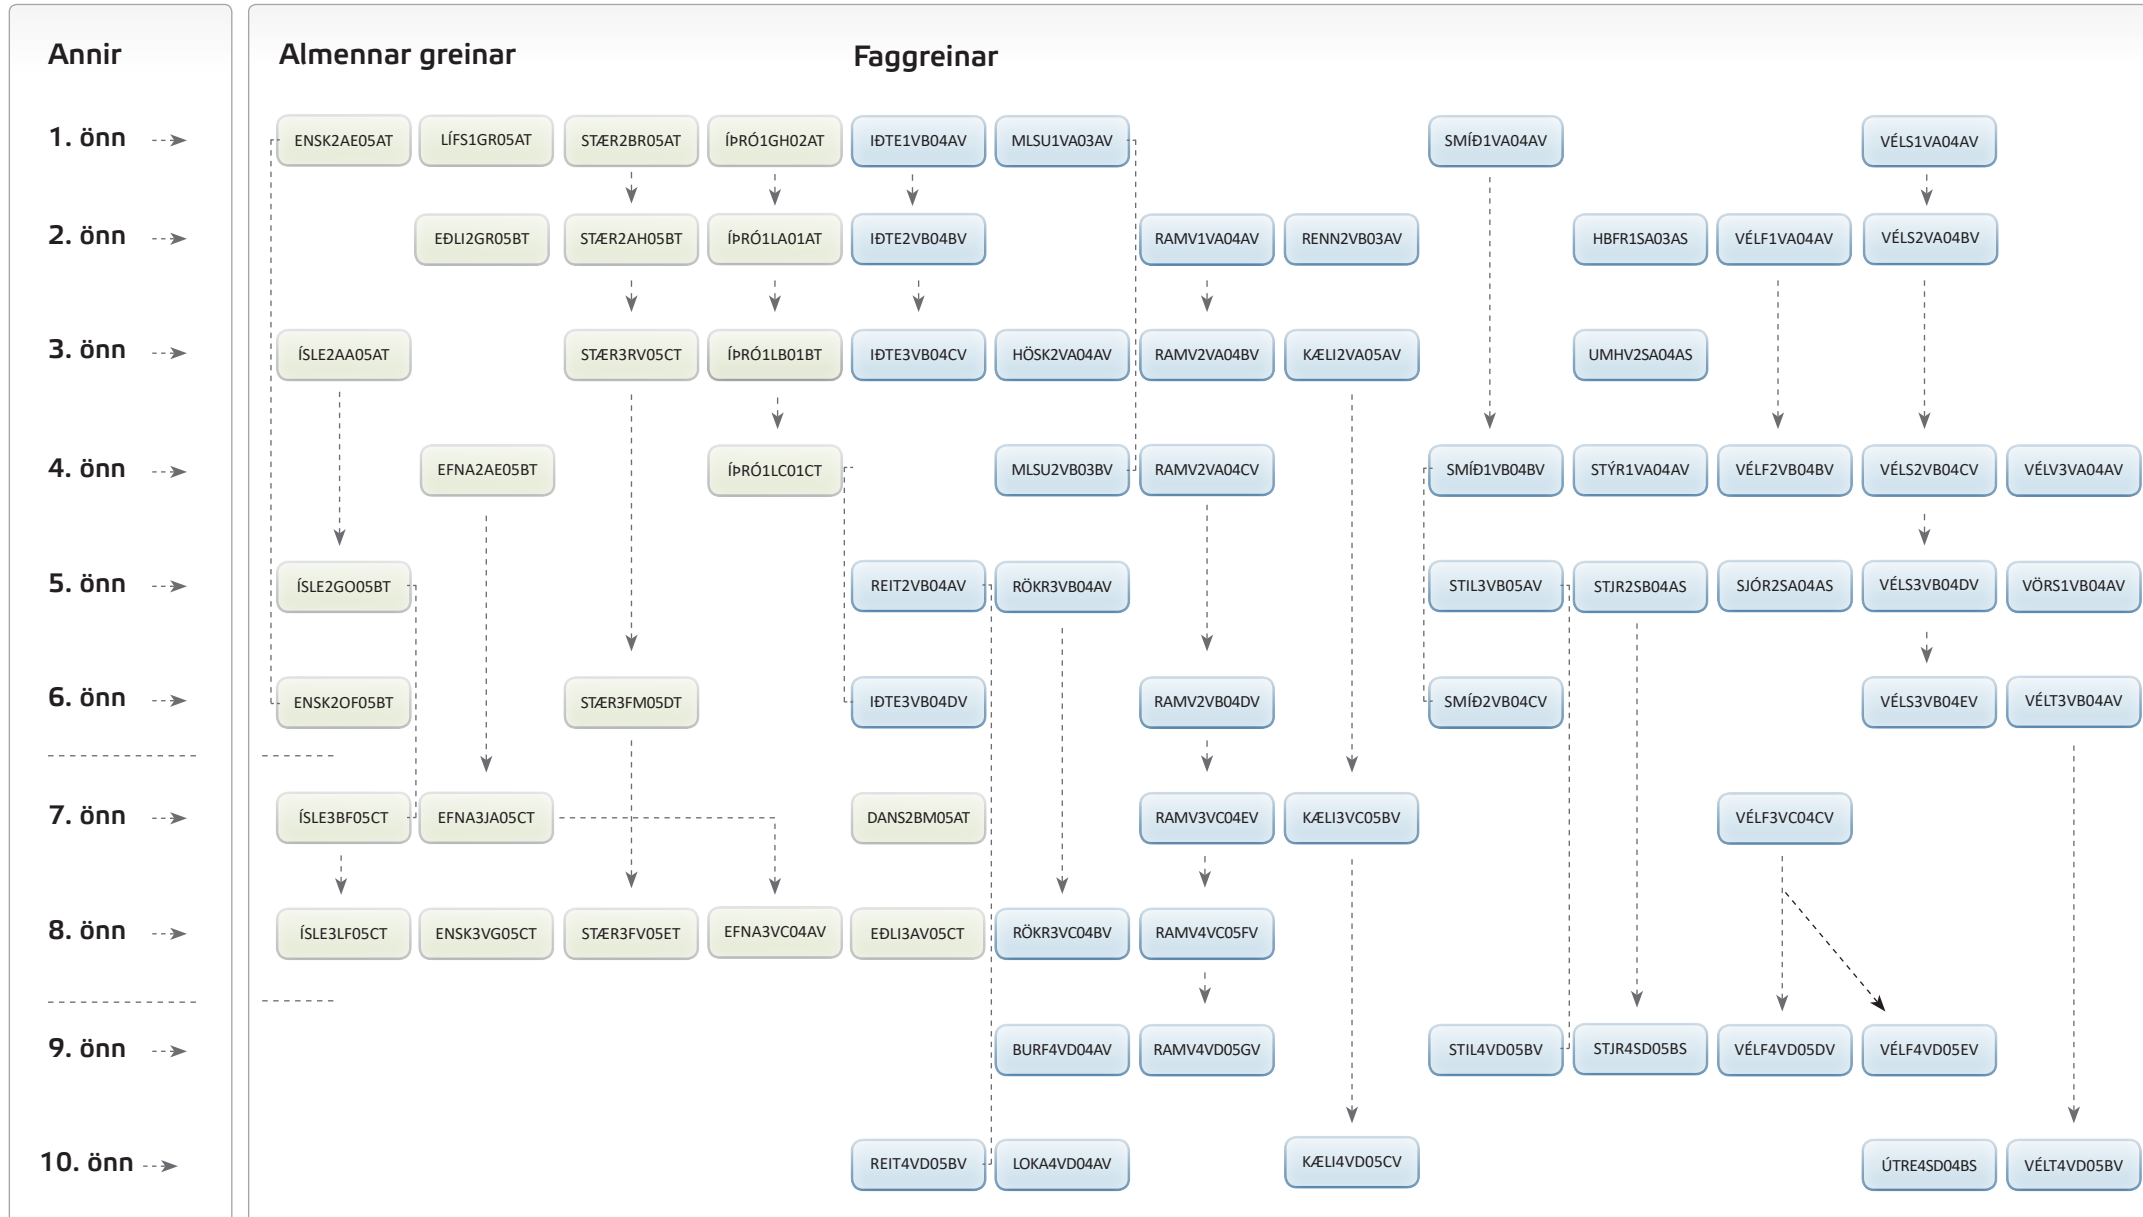 Annir Almennar greinar Faggreinar
1. önn ENSK2AE05AT LÍFS1GR05AT STÆR2BR05AT ÍÞRÓ1GH02AT IÐTE1VB04AV MLSU1VA03AV SMÍÐ1VA04AV VÉLS1VA04AV
2. önn EÐLI2GR05BT STÆR2AH05BT ÍÞRÓ1LA01AT IÐTE2VB04BV RAMV1VA04AV RENN2VB03AV HBFR1SA03AS VÉLF1VA04AV VÉLS2VA04BV
3. önn ÍSLE2AA05AT STÆR3RV05CT ÍÞRÓ1LB01BT IÐTE3VB04CV HÖSK2VA04AV RAMV2VA04BV KÆLI2VA05AV UMHV2SA04AS
4. önn EFNA2AE05BT ÍÞRÓ1LC01CT MLSU2VB03BV RAMV2VA04CV SMÍÐ1VB04BV STÝR1VA04AV VÉLF2VB04BV VÉLS2VB04CV VÉLV3VA04AV
5. önn ÍSLE2GO05BT REIT2VB04AV RÖKR3VB04AV STIL3VB05AV STJR2SB04AS SJÓR2SA04AS VÉLS3VB04DV VÖRS1VB04AV
6. önn ENSK2OF05BT STÆR3FM05DT IÐTE3VB04DV RAMV2VB04DV SMÍÐ2VB04CV VÉLS3VB04EV VÉLT3VB04AV
7. önn ÍSLE3BF05CT EFNA3JA05CT DANS2BM05AT RAMV3VC04EV KÆLI3VC05BV VÉLF3VC04CV
8. önn ÍSLE3LF05CT ENSK3VG05CT STÆR3FV05ET EFNA3VC04AV EÐLI3AV05CT RÖKR3VC04BV RAMV4VC05FV
9. önn BURF4VD04AV RAMV4VD05GV STIL4VD05BV STJR4SD05BS VÉLF4VD05DV VÉLF4VD05EV
10. önn REIT4VD05BV LOKA4VD04AV KÆLI4VD05CV ÚTRE4SD04BS VÉLT4VD05BV